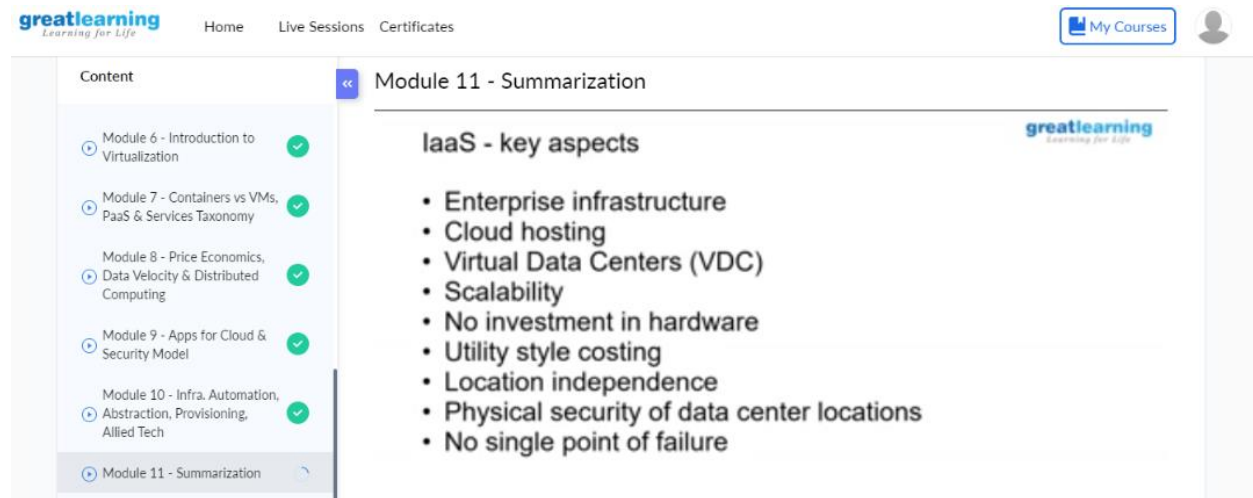 greatlearning
Learning for Life
Home Live Sessions Certificates
My Courses
Content
Module 6 - Introduction to
Virtualization
Module 7 - Containers vs VMs,
PaaS & Services Taxonomy
Module 8 - Price Economics,
Data Velocity & Distributed
Computing
Module 9 - Apps for Cloud &
Security Model
Module 10 - Infra. Automation,
Abstraction, Provisioning,
Allied Tech
Module 11 - Summarization
«
Module 11 - Summarization
greatlearning
Learning for Life
IaaS - key aspects
• Enterprise infrastructure
• Cloud hosting
• Virtual Data Centers (VDC)
• Scalability
• No investment in hardware
• Utility style costing
• Location independence
• Physical security of data center locations
• No single point of failure